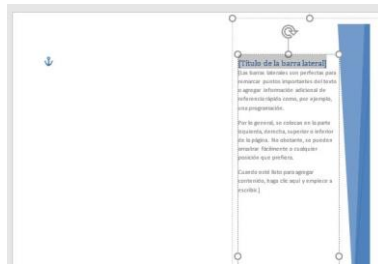 [Título de la barra lateral]
[Las barras laterales son perfectas para
remarcar puntos importantes del texto
o agregar información adicional de
referencia rápida como, por ejemplo,
una programación.
Por lo general, se colocan en la parte
izquierda, derecha, superior o inferior
de la página. No obstante, se pueden
arrastrar fácilmente a cualquier
posición que prefiera.
Cuando esté listo para agregar
contenido, haga clic aquí y empiece a
escribir.]